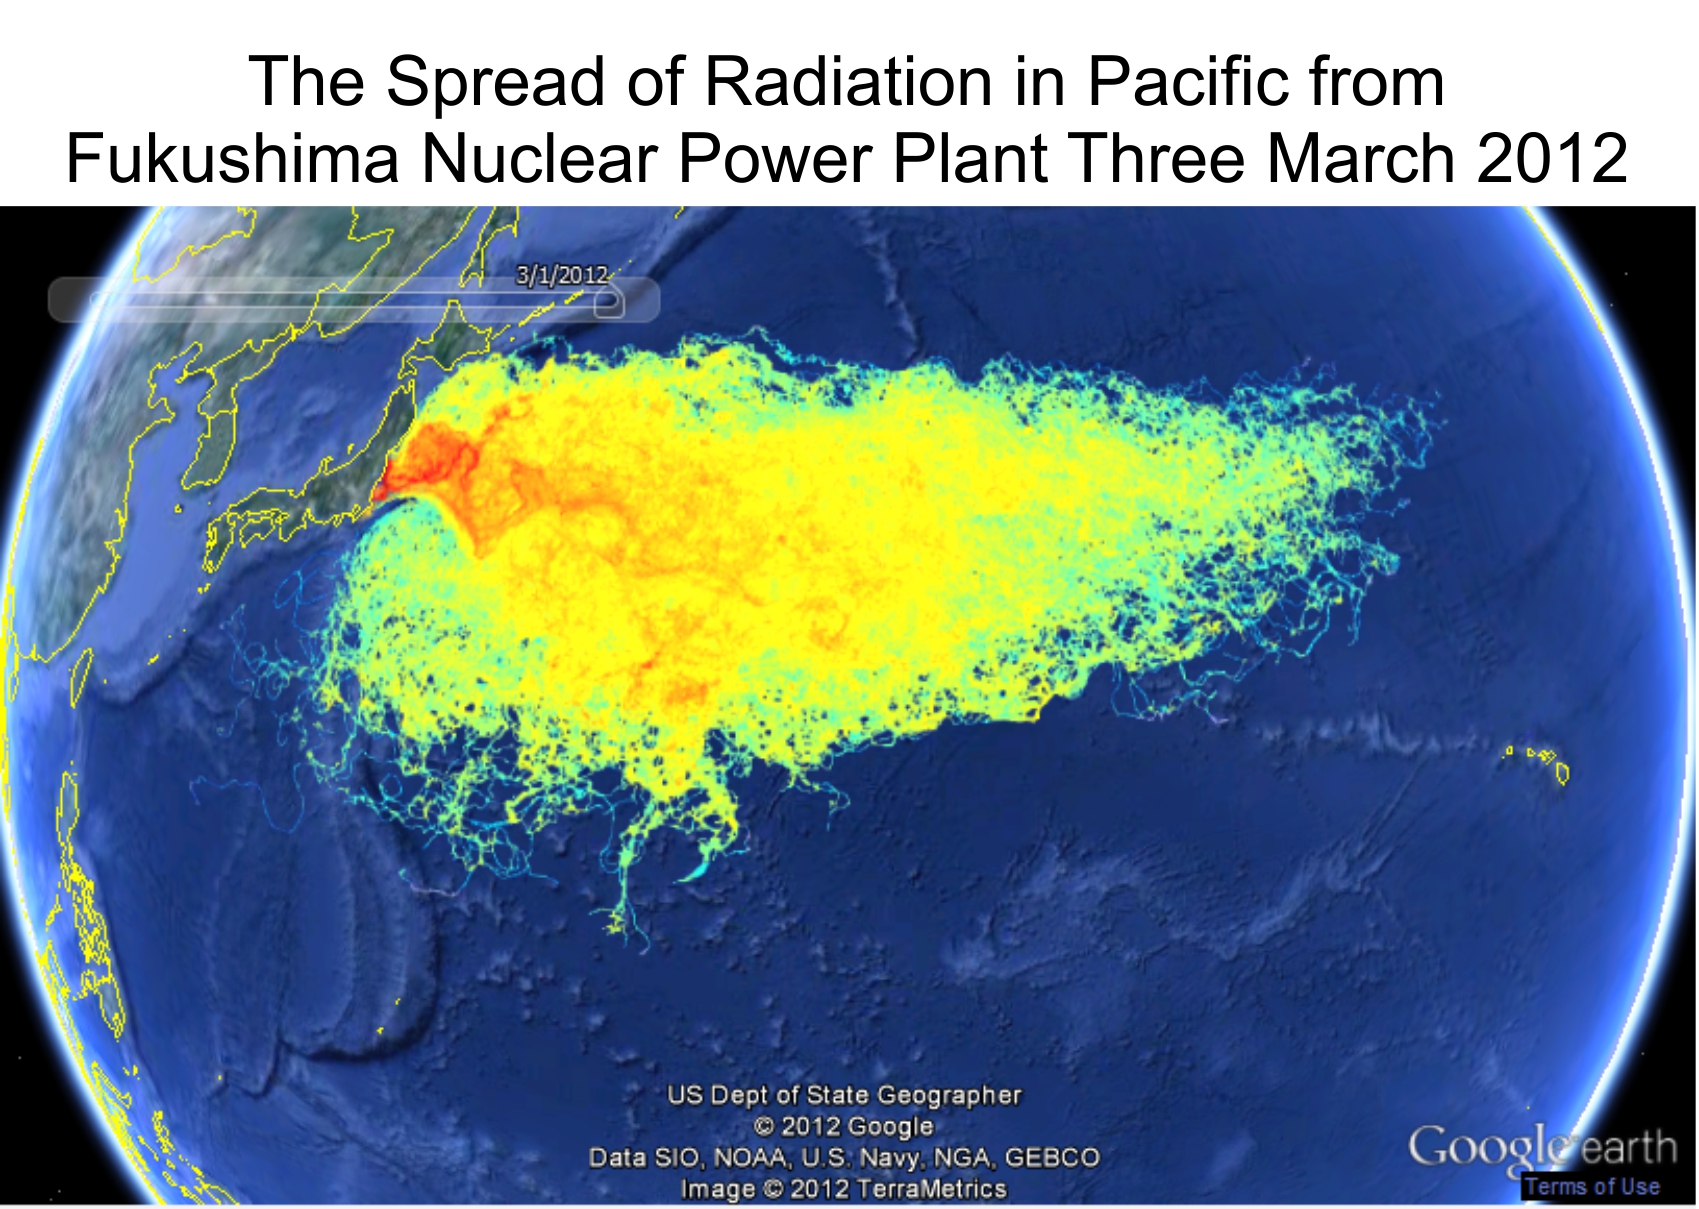 The Spread of Radiation in Pacific from
Fukushima Nuclear Power Plant Three March 2012
3/1/2012
US Dept of State Geographer
© 2012 Google
Data SIO, NOAA, U.S. Navy, NGA, GEBCO
Image © 2012 TerraMetrics
Google earth
Terms of Use